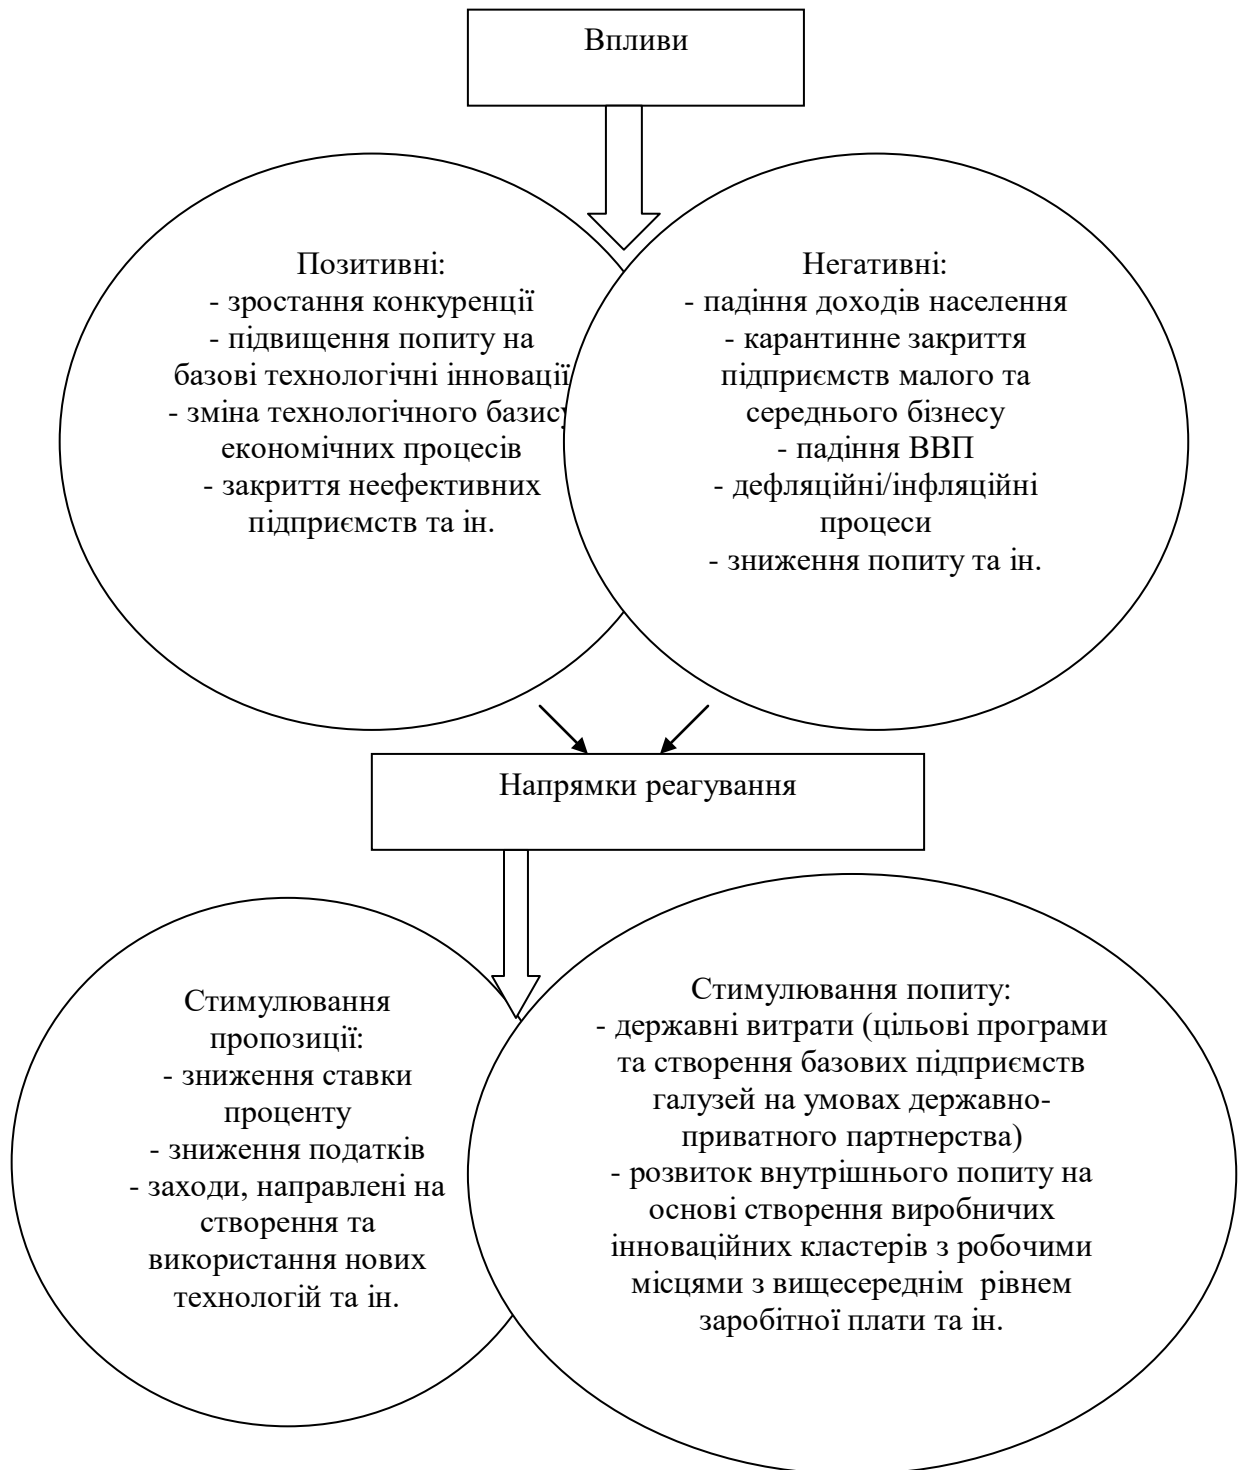 Впливи
Позитивні:
- зростання конкуренції
- підвищення попиту на
базові технологічні інновації
- зміна технологічного базису
економічних процесів
- закриття неефективних
підприємств та ін.
Негативні:
- падіння доходів населення
- карантинне закриття
підприємств малого та
середнього бізнесу
- падіння ВВП
- дефляційні/інфляційні
процеси
- зниження попиту та ін.
Напрямки реагування
Стимулювання
пропозиції:
- зниження ставки
проценту
- зниження податків
- заходи, направлені на
створення та
використання нових
технологій та ін.
Стимулювання попиту:
- державні витрати (цільові програми
та створення базових підприємств
галузей на умовах державно-
приватного партнерства)
- розвиток внутрішнього попиту на
основі створення виробничих
інноваційних кластерів з робочими
місцями з вищесереднім рівнем
заробітної плати та ін.